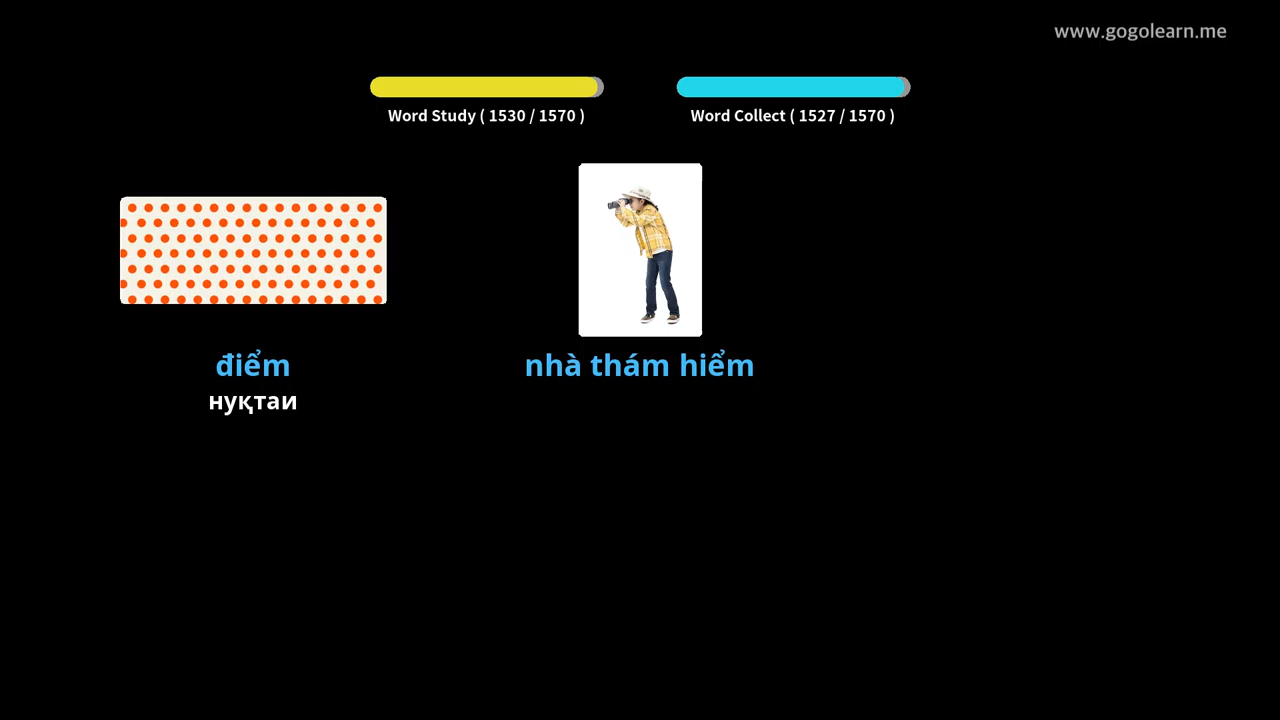 www.gogolearn.me
Word Study ( 1530 / 1570 )
Word Collect ( 1527 / 1570 )
điểm
нуқтаи
nhà thám hiểm